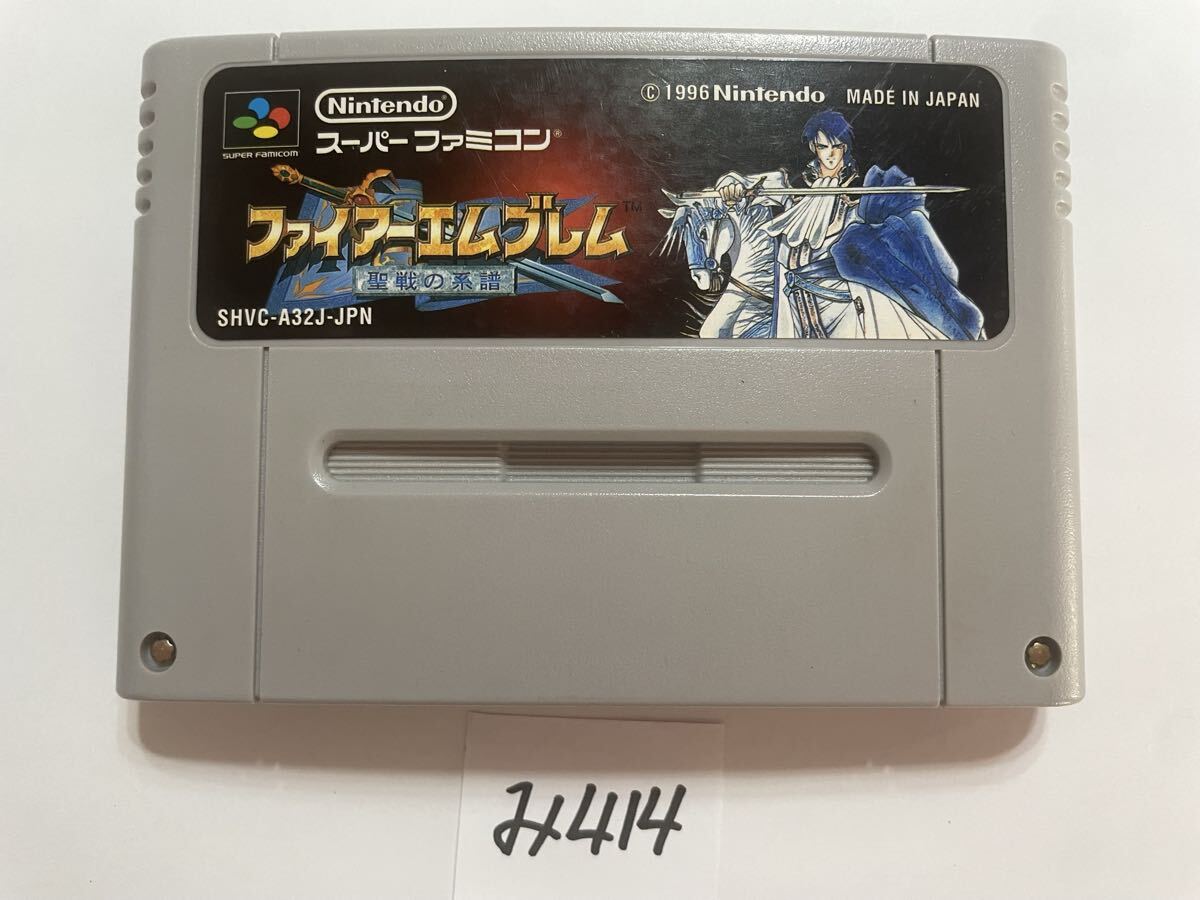 SUPER FAMICOM
Nintendo®
スーパーファミコン®
© 1996 Nintendo MADE IN JAPAN
ファイアーエムブレム™
聖戦の系譜
SHVC-A32J-JPN
み414